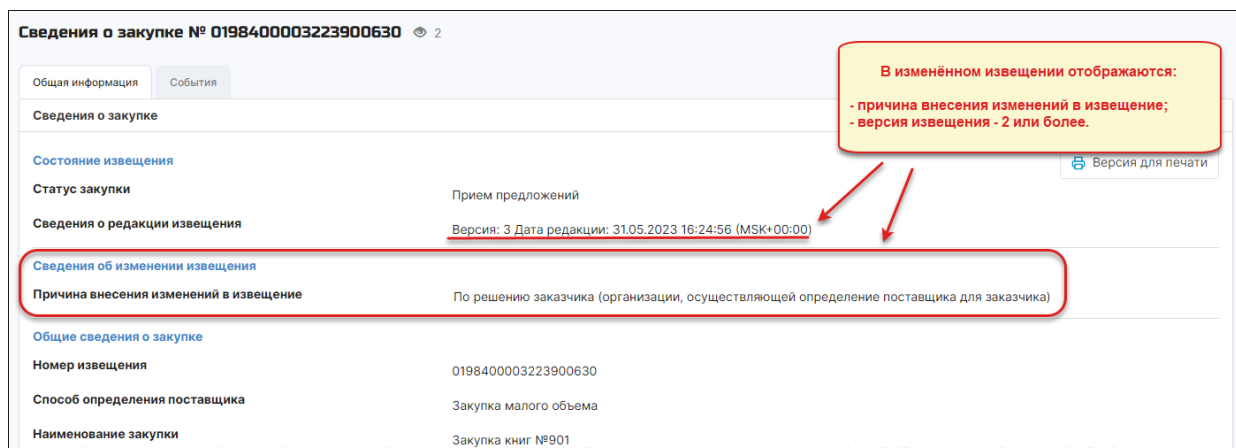 Сведения о закупке № 0198400003223900630 2
Общая информация События
Сведения о закупке
В изменённом извещении отображаются:
- причина внесения изменений в извещение;
- версия извещения - 2 или более.
Состояние извещения
Версия для печати
Статус закупки Прием предложений
Сведения о редакции извещения Версия: 3 Дата редакции: 31.05.2023 16:24:56 (MSK+00:00)
Сведения об изменении извещения
Причина внесения изменений в извещение По решению заказчика (организации, осуществляющей определение поставщика для заказчика)
Общие сведения о закупке
Номер извещения 0198400003223900630
Способ определения поставщика Закупка малого объема
Наименование закупки Закупка книг №901